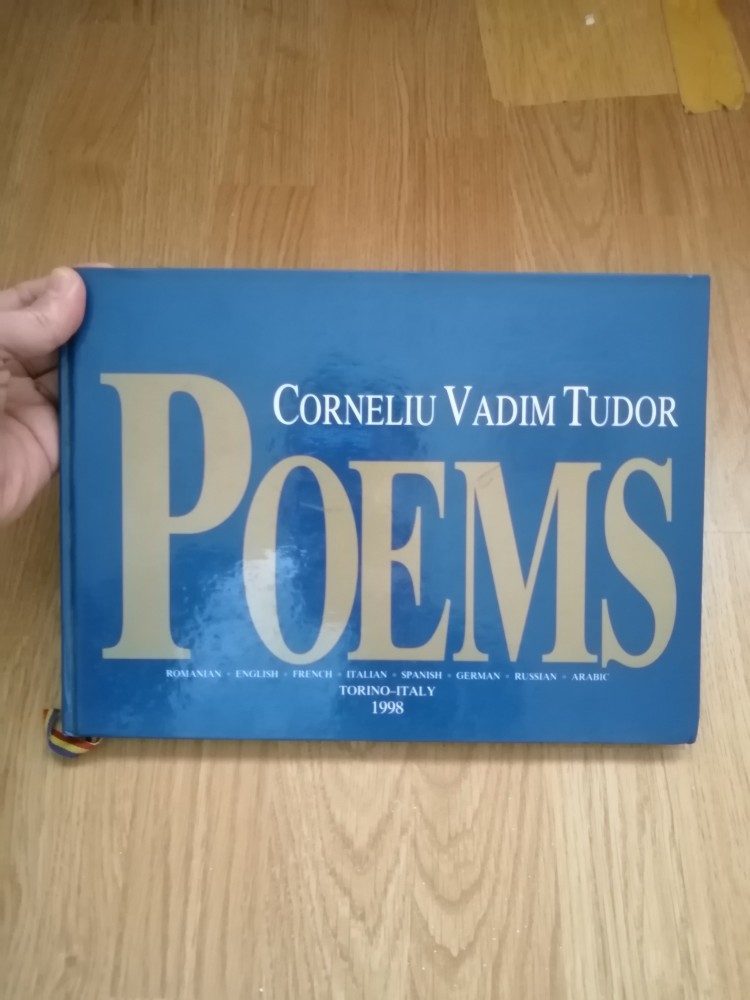 CORNELIU VADIM TUDOR
POEMS
ROMANIAN • ENGLISH • FRENCH • ITALIAN • SPANISH • GERMAN • RUSSIAN • ARABIC
TORINO–ITALY
1998